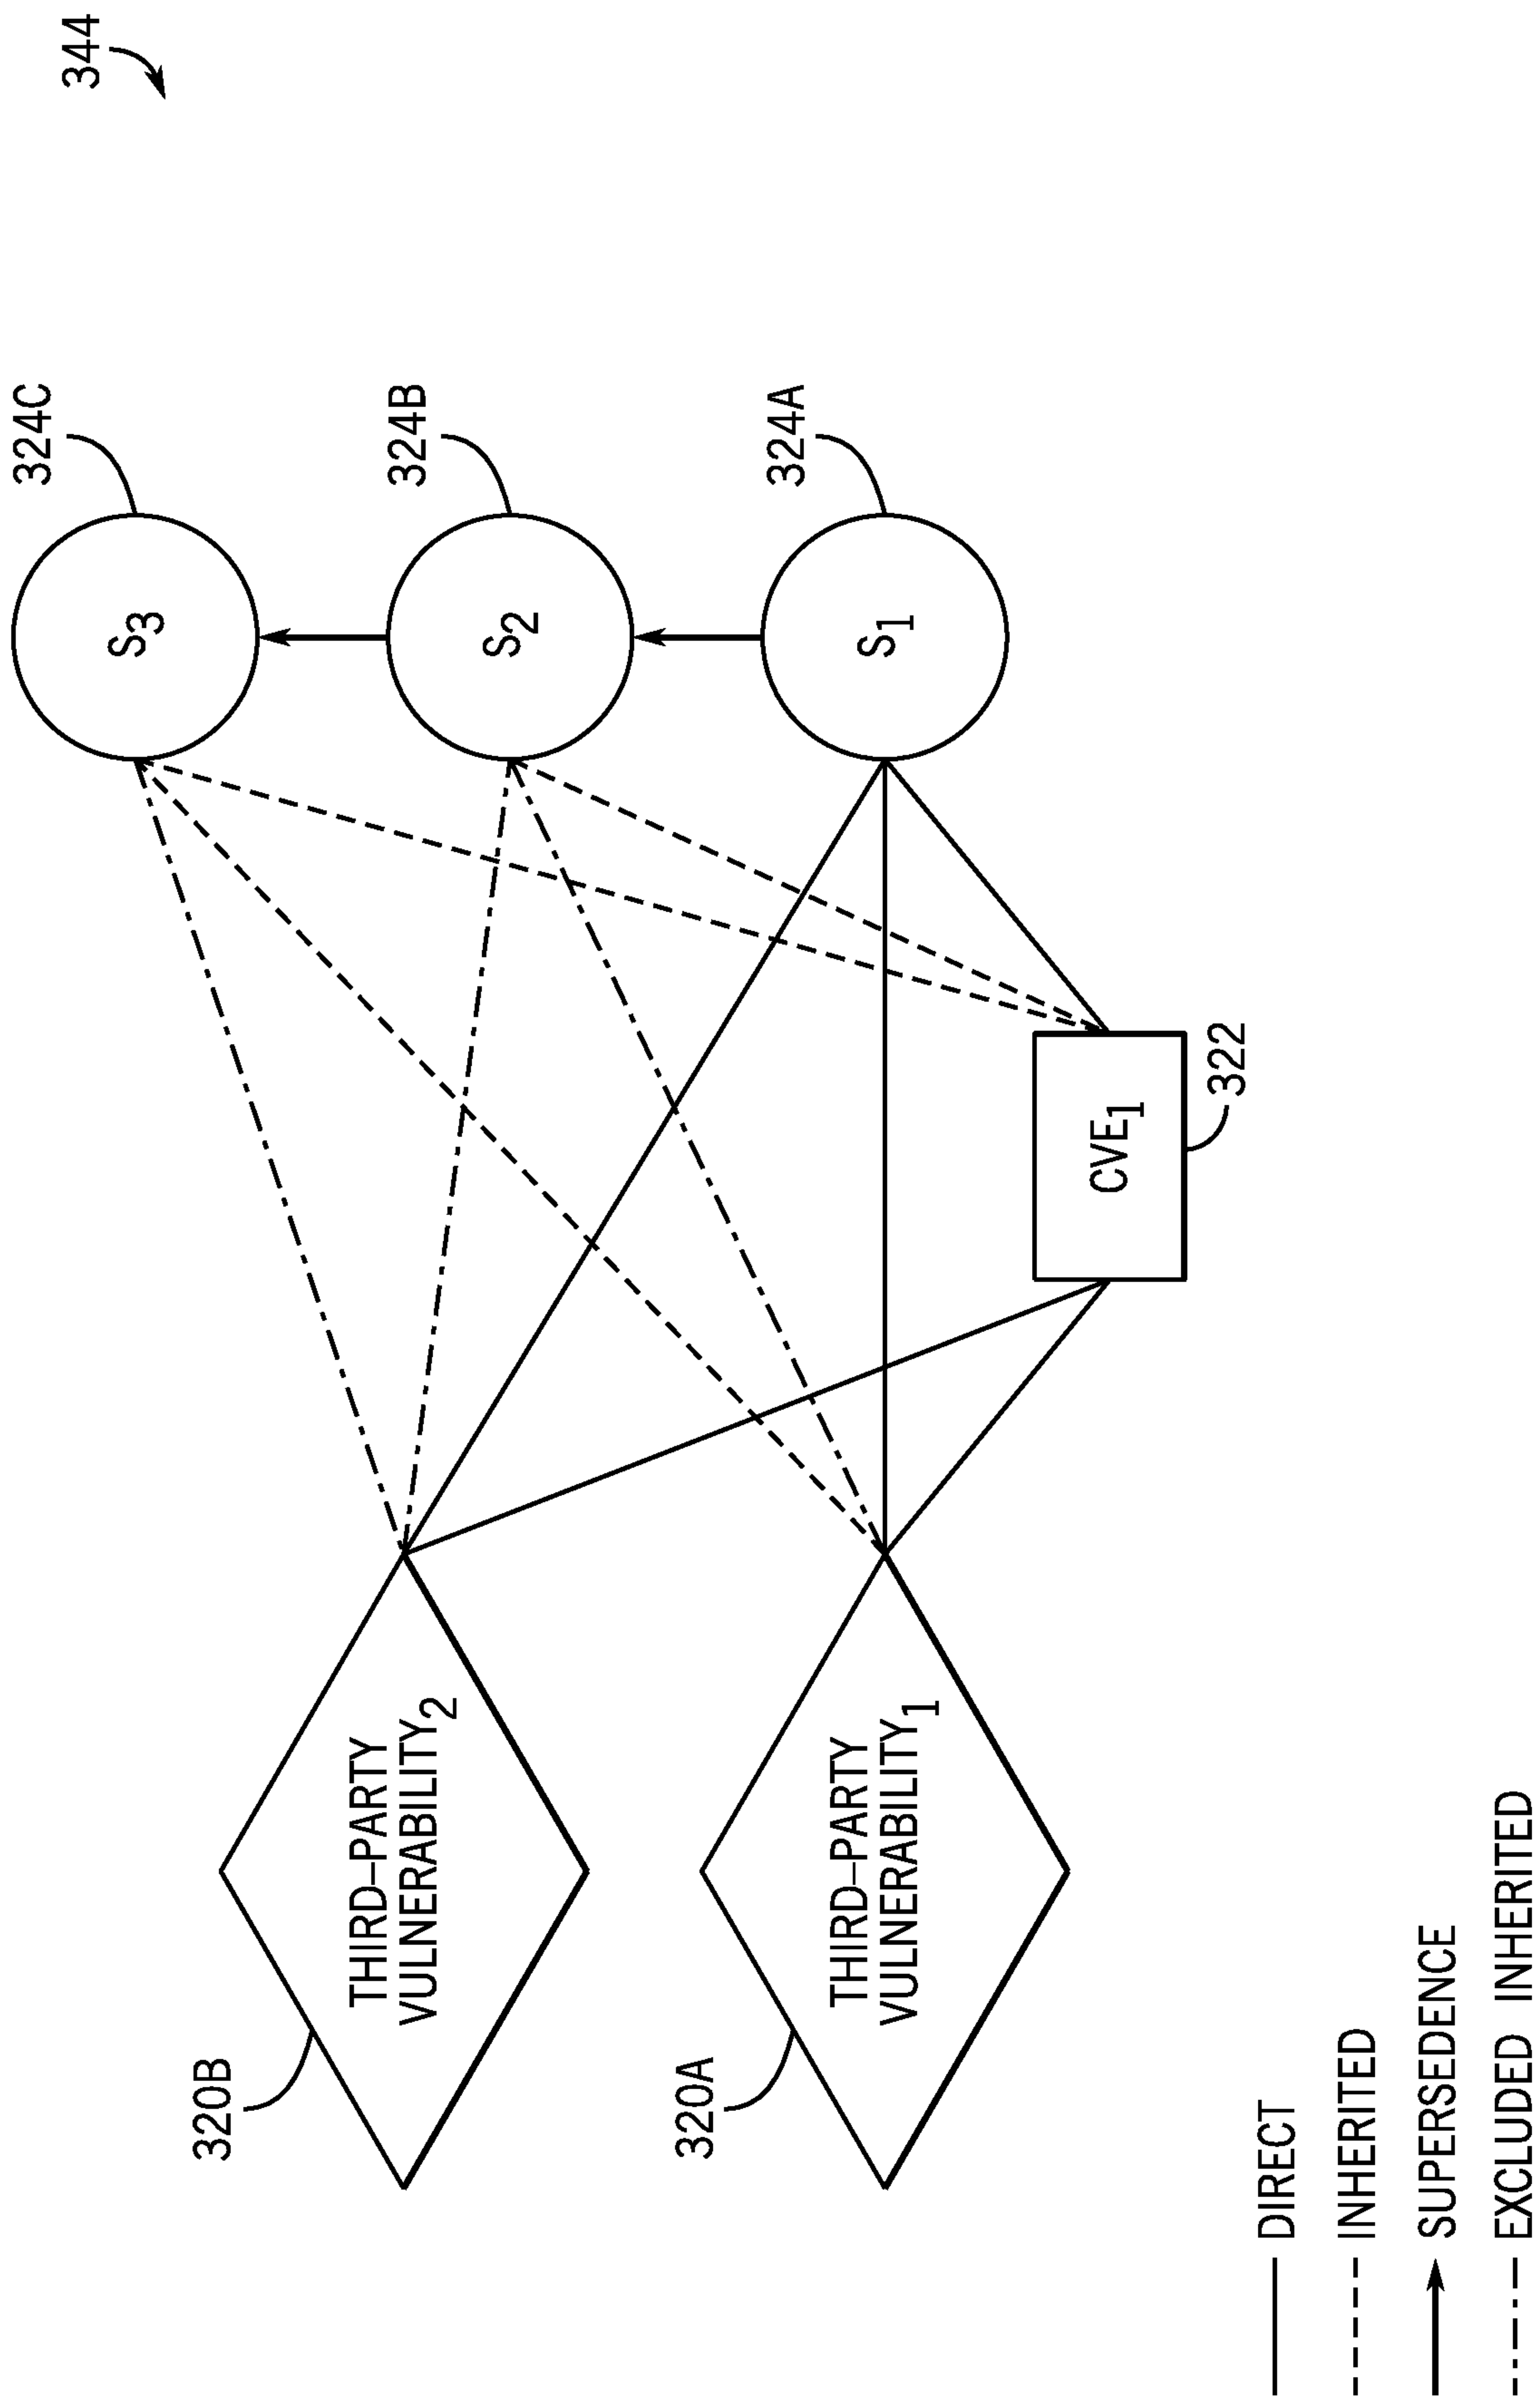 344
324C
324B
324A
S3
S2
S1
CVE1
322
320B
THIRD–PARTY
VULNERABILITY2
320A
THIRD–PARTY
VULNERABILITY1
DIRECT
INHERITED
SUPERSEDENCE
EXCLUDED INHERITED